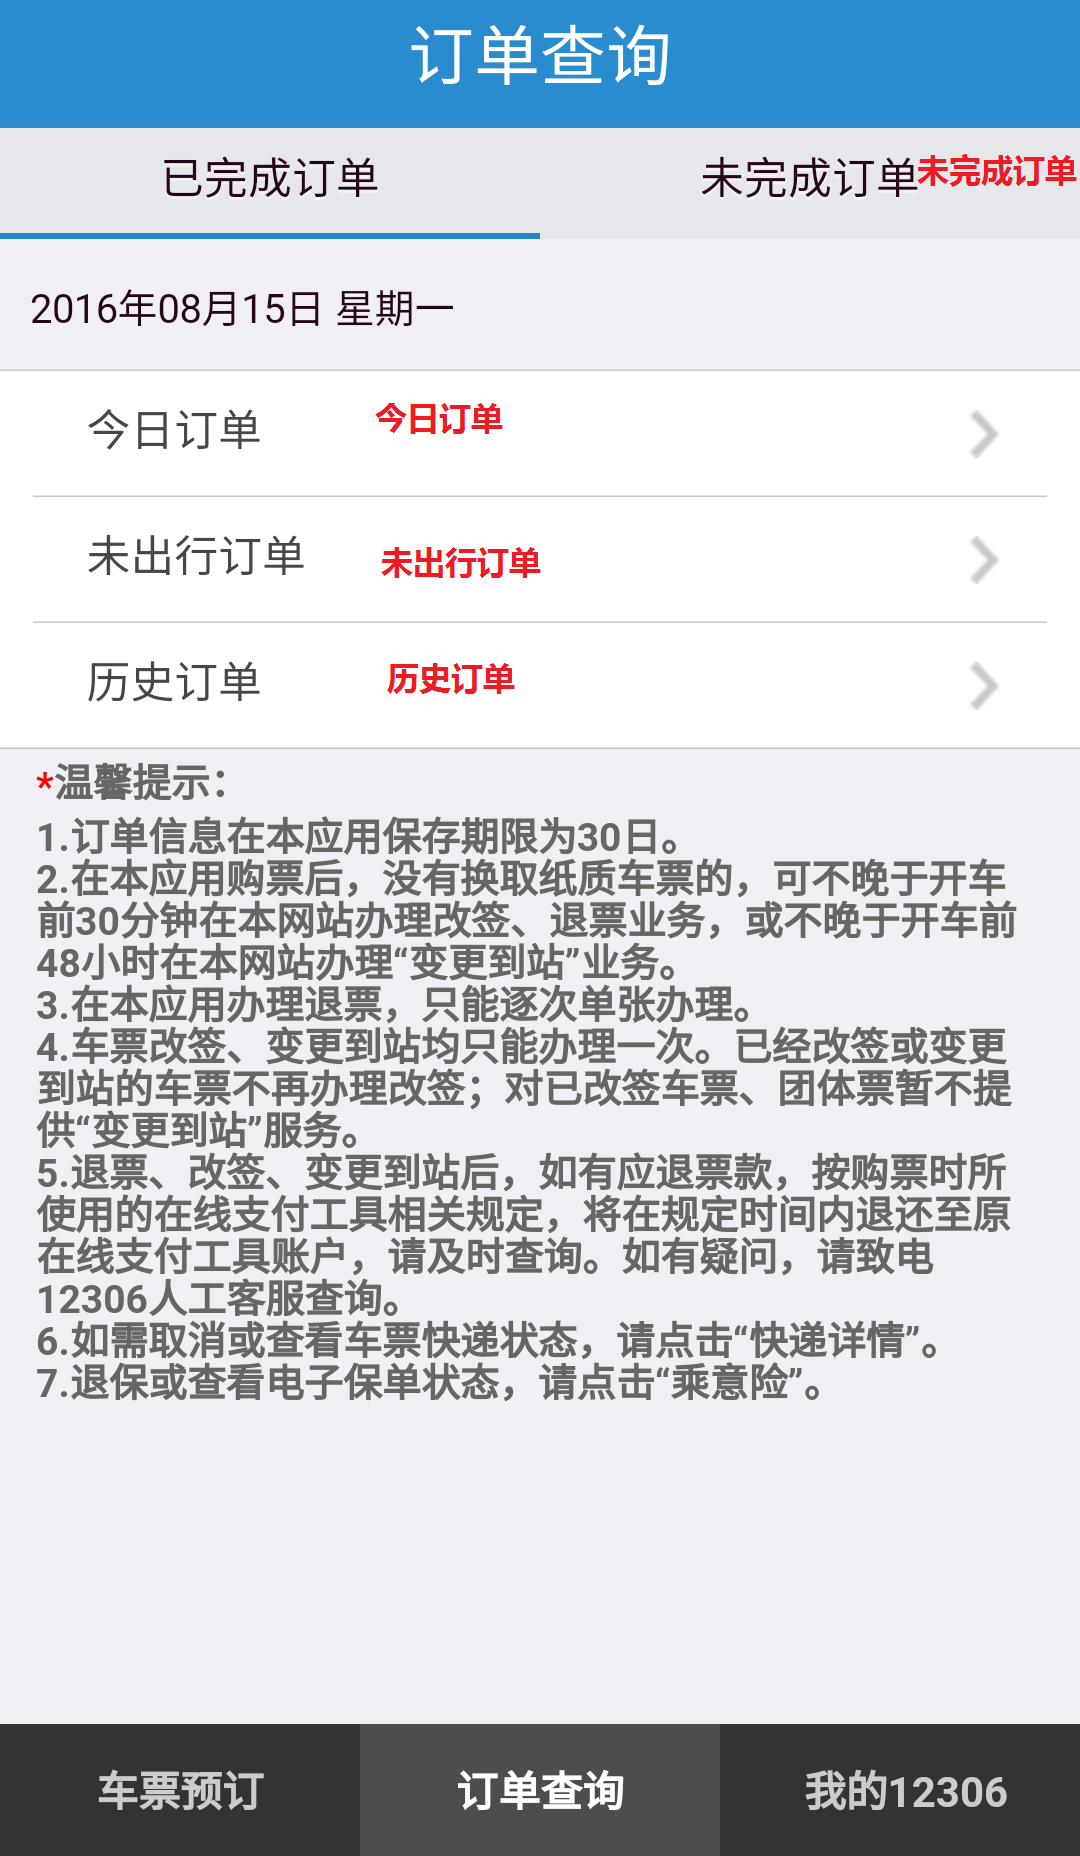 订单查询
已完成订单
未完成订单 未完成订单
2016年08月15日 星期一
今日订单 今日订单
未出行订单 未出行订单
历史订单 历史订单
*温馨提示：
1.订单信息在本应用保存期限为30日。
2.在本应用购票后，没有换取纸质车票的，可不晚于开车
前30分钟在本网站办理改签、退票业务，或不晚于开车前
48小时在本网站办理“变更到站”业务。
3.在本应用办理退票，只能逐次单张办理。
4.车票改签、变更到站均只能办理一次。已经改签或变更
到站的车票不再办理改签；对已改签车票、团体票暂不提
供“变更到站”服务。
5.退票、改签、变更到站后，如有应退票款，按购票时所
使用的在线支付工具相关规定，将在规定时间内退还至原
在线支付工具账户，请及时查询。如有疑问，请致电
12306人工客服查询。
6.如需取消或查看车票快递状态，请点击“快递详情”。
7.退保或查看电子保单状态，请点击“乘意险”。
车票预订
订单查询
我的12306